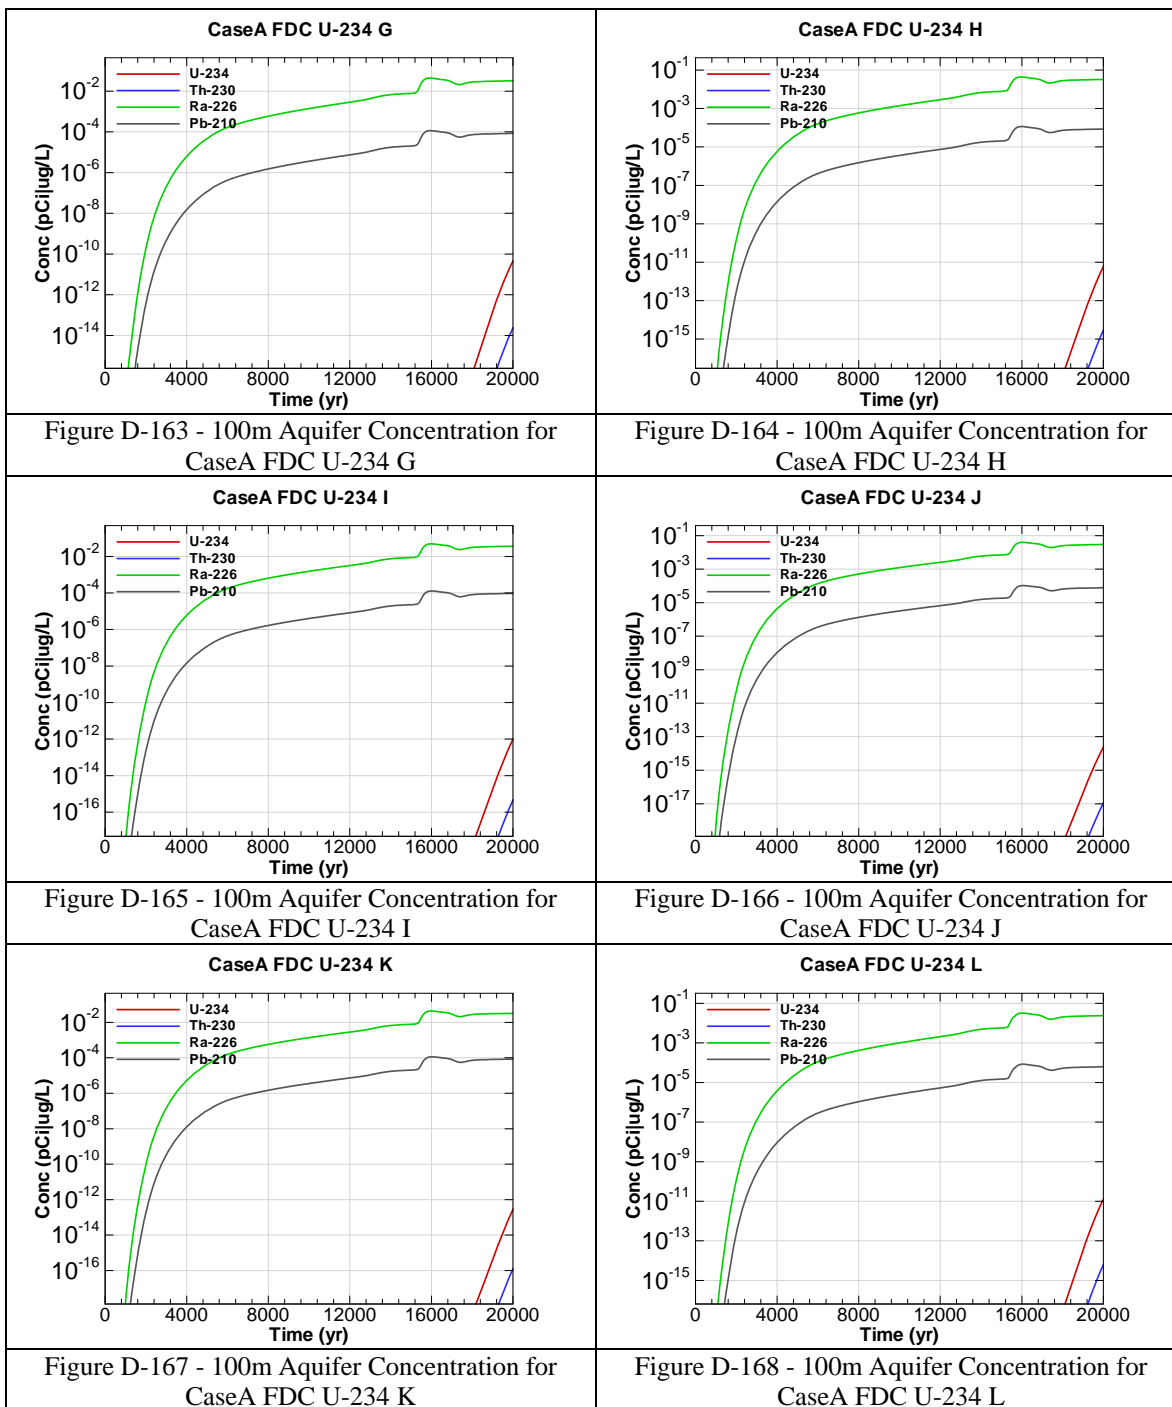 CaseA FDC U-234 G
U-234
Th-230
Ra-226
Pb-210
10^-2
10^-4
10^-6
10^-8
10^-10
10^-12
10^-14
Conc (pCi|ug/L)
0 4000 8000 12000 16000 20000
Time (yr)
Figure D-163 - 100m Aquifer Concentration for
CaseA FDC U-234 G
CaseA FDC U-234 H
U-234
Th-230
Ra-226
Pb-210
10^-1
10^-3
10^-5
10^-7
10^-9
10^-11
10^-13
10^-15
Conc (pCi|ug/L)
0 4000 8000 12000 16000 20000
Time (yr)
Figure D-164 - 100m Aquifer Concentration for
CaseA FDC U-234 H
CaseA FDC U-234 I
U-234
Th-230
Ra-226
Pb-210
10^-2
10^-4
10^-6
10^-8
10^-10
10^-12
10^-14
10^-16
Conc (pCi|ug/L)
0 4000 8000 12000 16000 20000
Time (yr)
Figure D-165 - 100m Aquifer Concentration for
CaseA FDC U-234 I
CaseA FDC U-234 J
U-234
Th-230
Ra-226
Pb-210
10^-1
10^-3
10^-5
10^-7
10^-9
10^-11
10^-13
10^-15
10^-17
Conc (pCi|ug/L)
0 4000 8000 12000 16000 20000
Time (yr)
Figure D-166 - 100m Aquifer Concentration for
CaseA FDC U-234 J
CaseA FDC U-234 K
U-234
Th-230
Ra-226
Pb-210
10^-2
10^-4
10^-6
10^-8
10^-10
10^-12
10^-14
10^-16
Conc (pCi|ug/L)
0 4000 8000 12000 16000 20000
Time (yr)
Figure D-167 - 100m Aquifer Concentration for
CaseA FDC U-234 K
CaseA FDC U-234 L
U-234
Th-230
Ra-226
Pb-210
10^-1
10^-3
10^-5
10^-7
10^-9
10^-11
10^-13
10^-15
Conc (pCi|ug/L)
0 4000 8000 12000 16000 20000
Time (yr)
Figure D-168 - 100m Aquifer Concentration for
CaseA FDC U-234 L